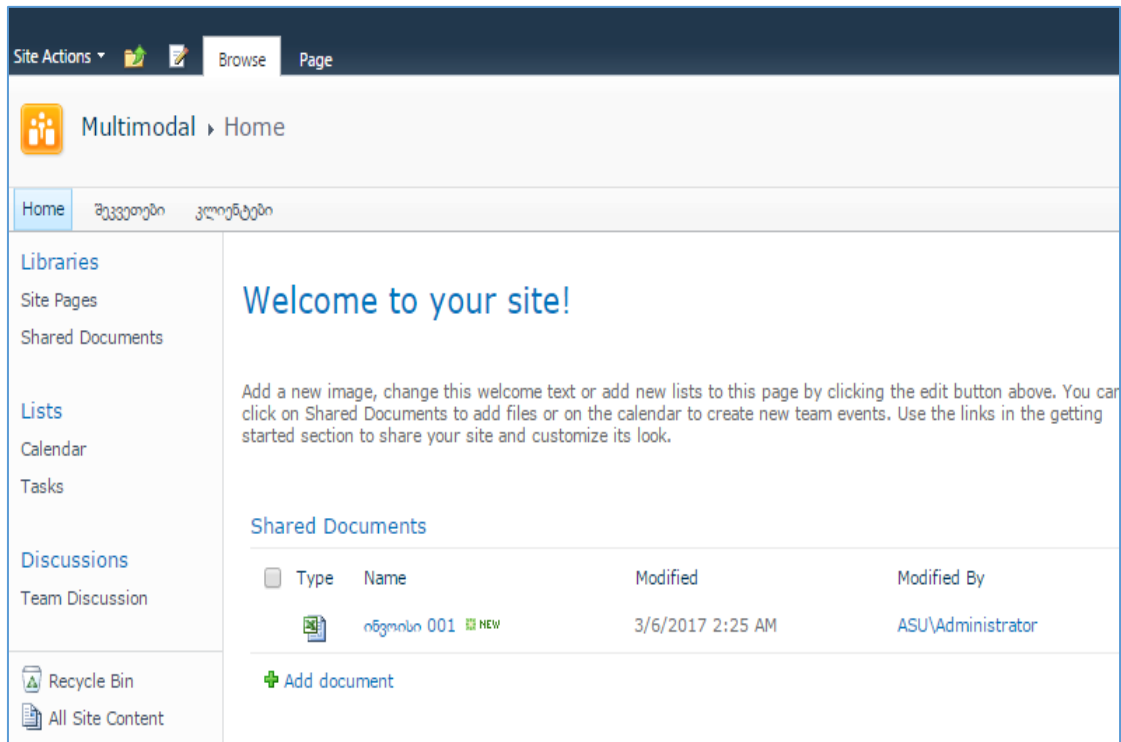 Site Actions Browse Page
Multimodal Home
Home შეკვეთები კლიენტები
Libraries
Site Pages
Shared Documents
Lists
Calendar
Tasks
Discussions
Team Discussion
Recycle Bin
All Site Content
Welcome to your site!
Add a new image, change this welcome text or add new lists to this page by clicking the edit button above. You can
click on Shared Documents to add files or on the calendar to create new team events. Use the links in the getting
started section to share your site and customize its look.
Shared Documents
Type Name Modified Modified By
ინვოისი 001 NEW 3/6/2017 2:25 AM ASU\Administrator
Add document